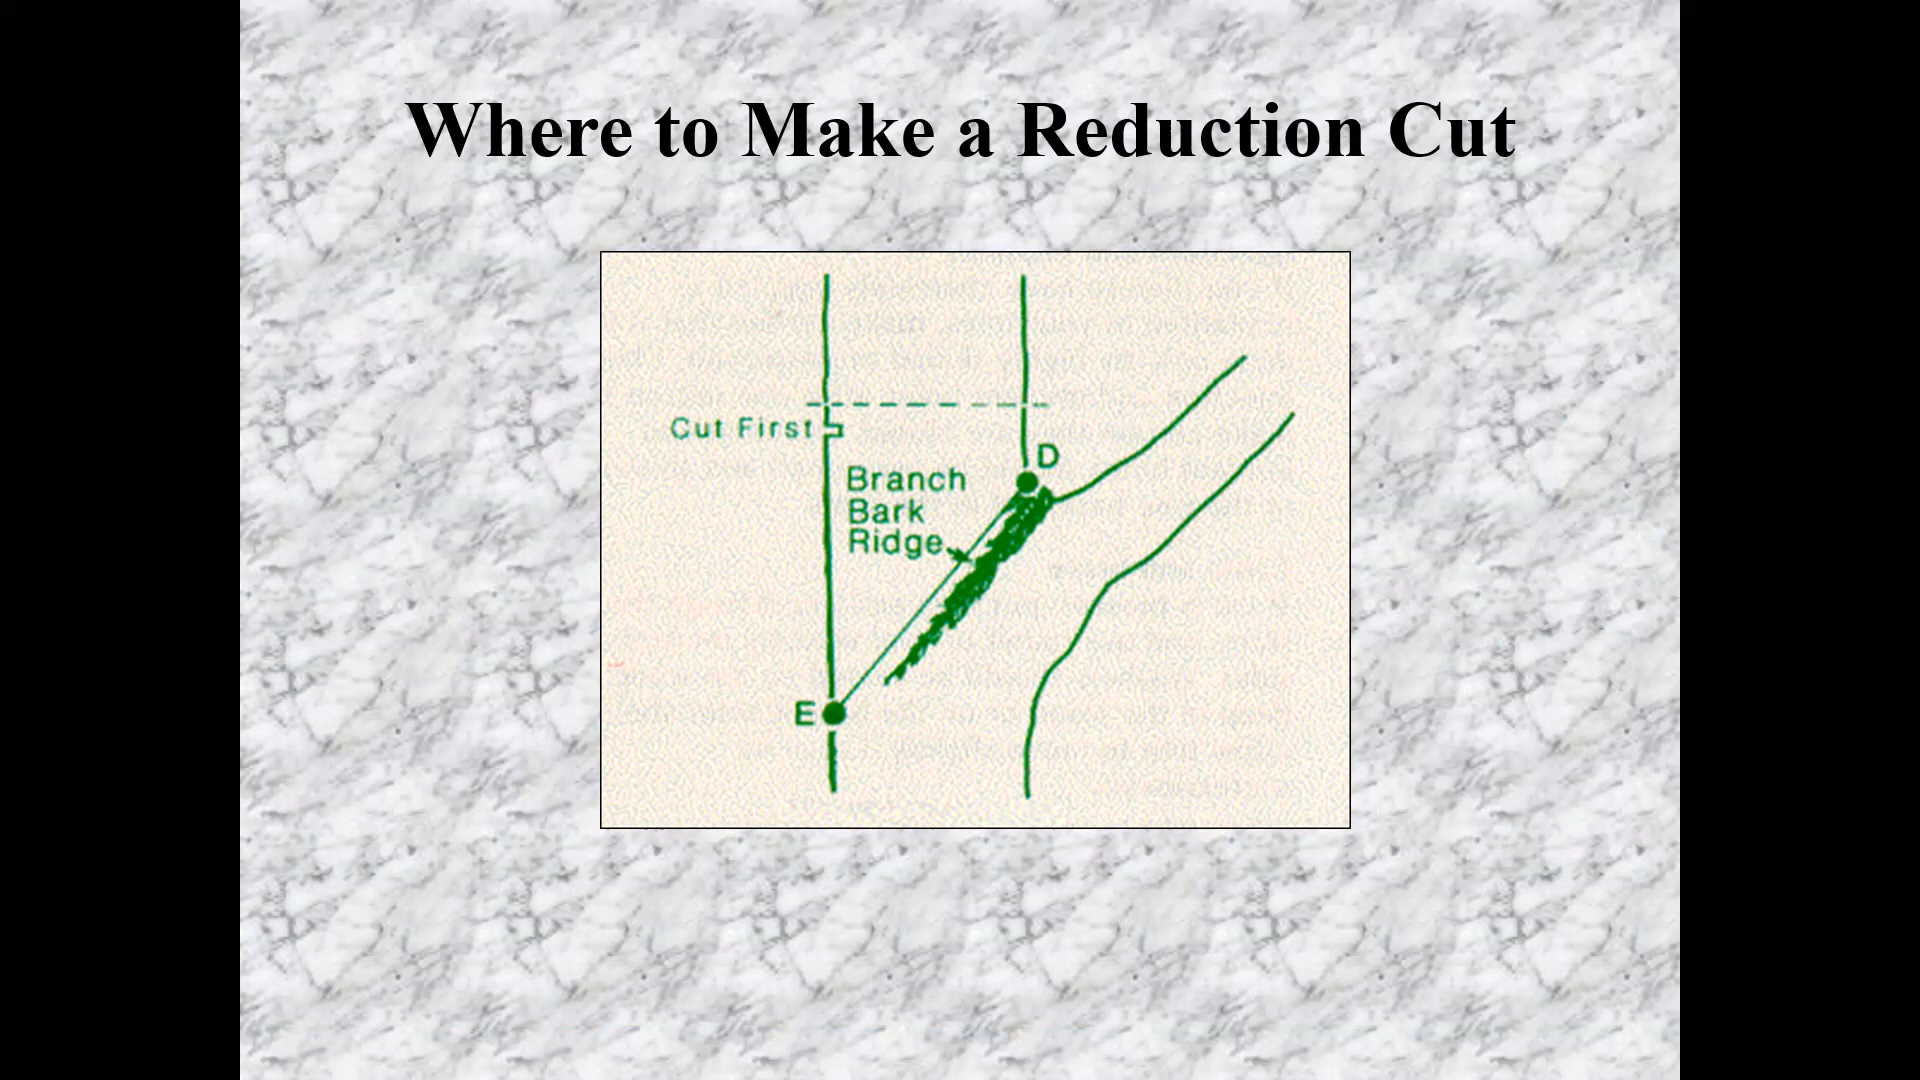 Where to Make a Reduction Cut
Cut First
D
Branch
Bark
Ridge
E